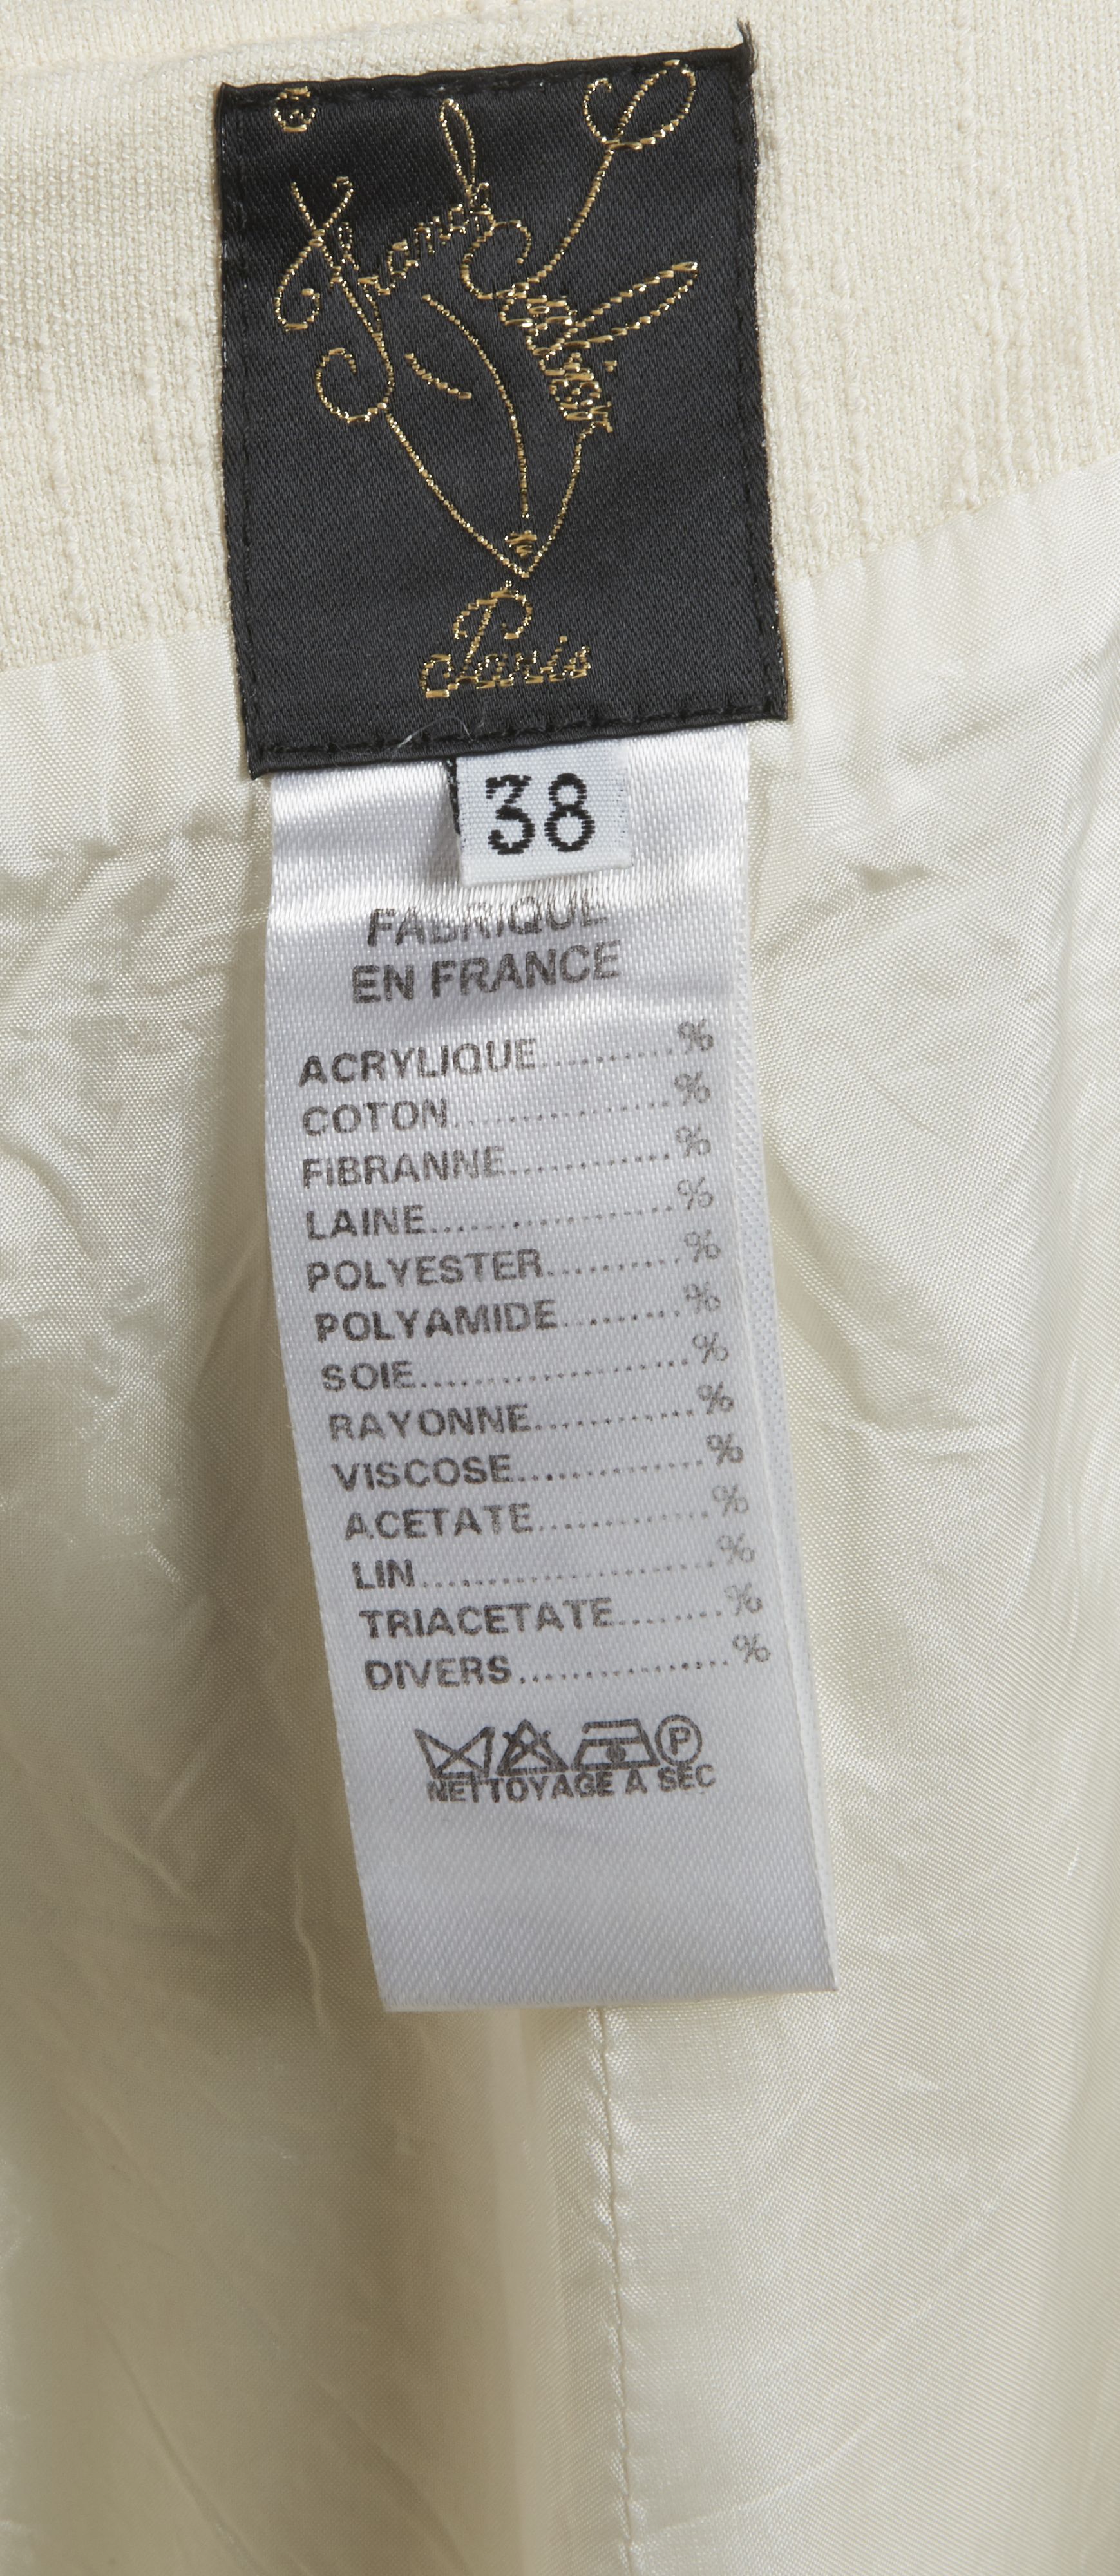 ®
Franck
Paris
38
FABRIQUE
EN FRANCE
ACRYLIQUE..........%
COTON................%
FIBRANNE............%
LAINE..................%
POLYESTER..........%
POLYAMIDE.........%
SOIE....................%
RAYONNE............%
VISCOSE..............%
ACETATE.............%
LIN......................%
TRIACETATE........%
DIVERS................%
P
NETTOYAGE A SEC